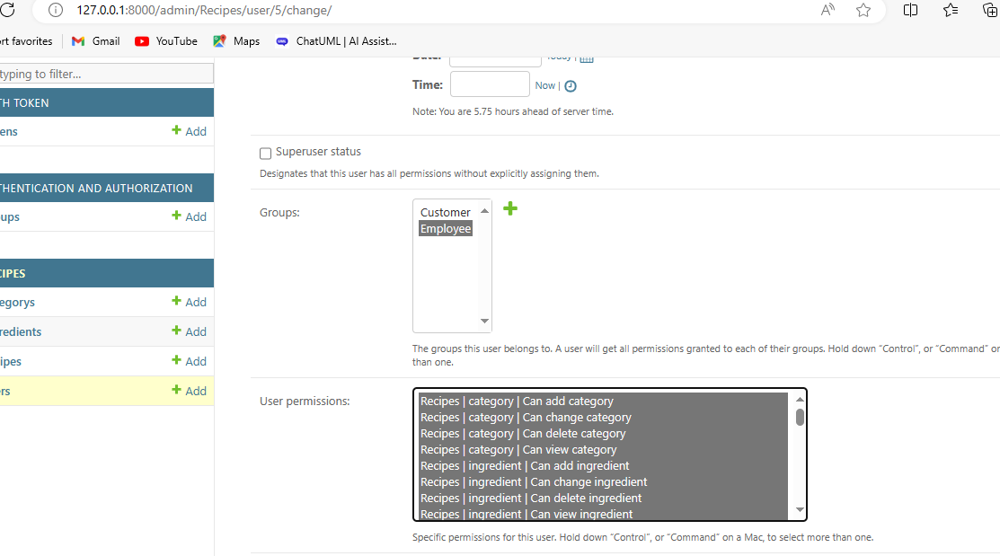 127.0.0.1:8000/admin/Recipes/user/5/change/
rt favorites
Gmail
YouTube
Maps
ChatUML | AI Assist...
typing to filter...
TH TOKEN
ens
Add
THENTICATION AND AUTHORIZATION
ups
Add
CIPES
egorys
Add
redients
Add
ipes
Add
rs
Add
Date: Today |
Time: Now |
Note: You are 5.75 hours ahead of server time.
Superuser status
Designates that this user has all permissions without explicitly assigning them.
Groups:
Customer
Employee
The groups this user belongs to. A user will get all permissions granted to each of their groups. Hold down “Control”, or “Command” or
than one.
User permissions:
Recipes | category | Can add category
Recipes | category | Can change category
Recipes | category | Can delete category
Recipes | category | Can view category
Recipes | ingredient | Can add ingredient
Recipes | ingredient | Can change ingredient
Recipes | ingredient | Can delete ingredient
Recipes | ingredient | Can view ingredient
Specific permissions for this user. Hold down “Control”, or “Command” on a Mac, to select more than one.